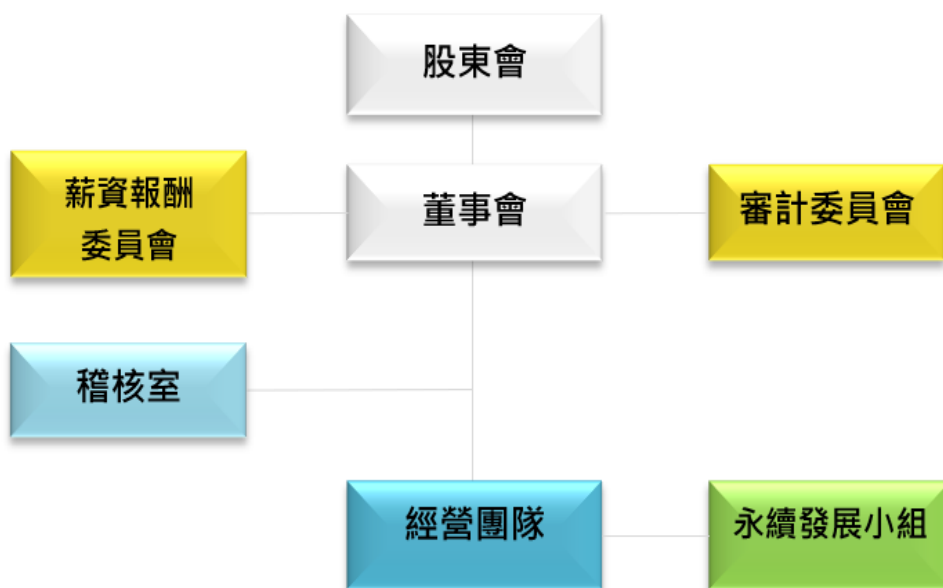 股東會
薪資報酬
委員會
董事會
審計委員會
稽核室
經營團隊
永續發展小組